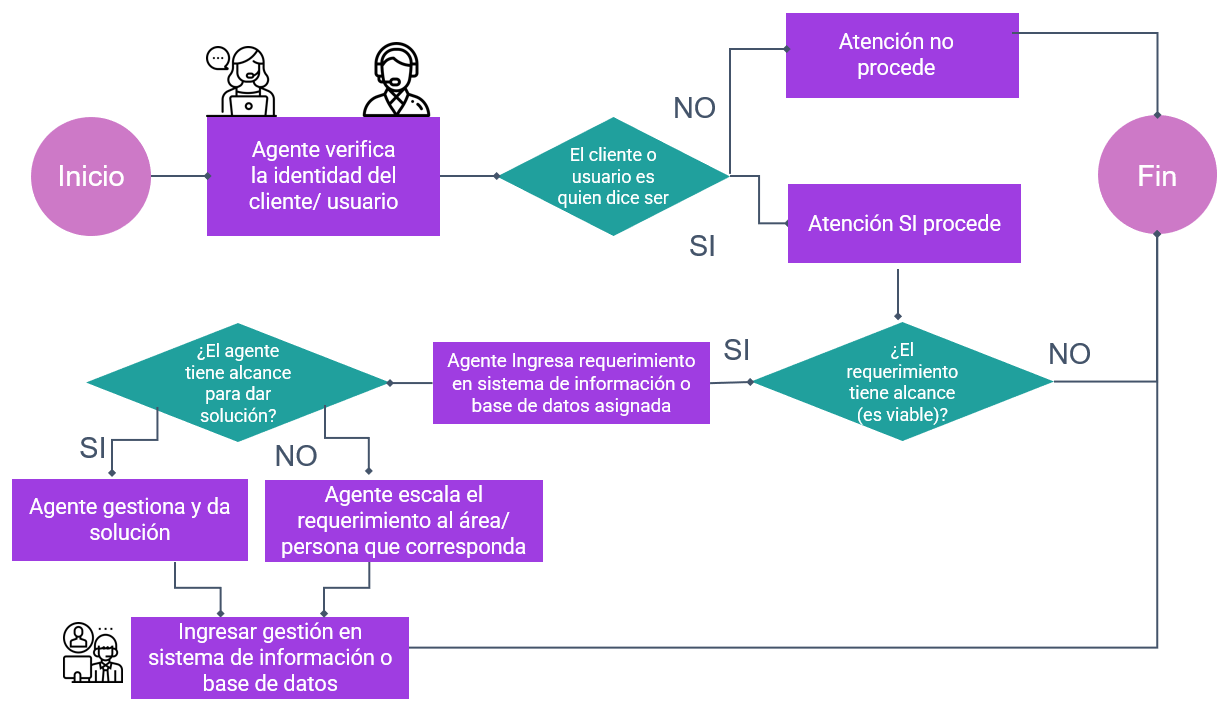 Inicio
Agente verifica
la identidad del
cliente/ usuario
El cliente o
usuario es
quien dice ser
NO
Atención no
procede
SI
Atención SI procede
Fin
¿El
requerimiento
tiene alcance
(es viable)?
NO
SI
Agente Ingresa requerimiento
en sistema de información o
base de datos asignada
¿El agente
tiene alcance
para dar
solución?
SI
NO
Agente gestiona y da
solución
Agente escala el
requerimiento al área/
persona que corresponda
Ingresar gestión en
sistema de información o
base de datos